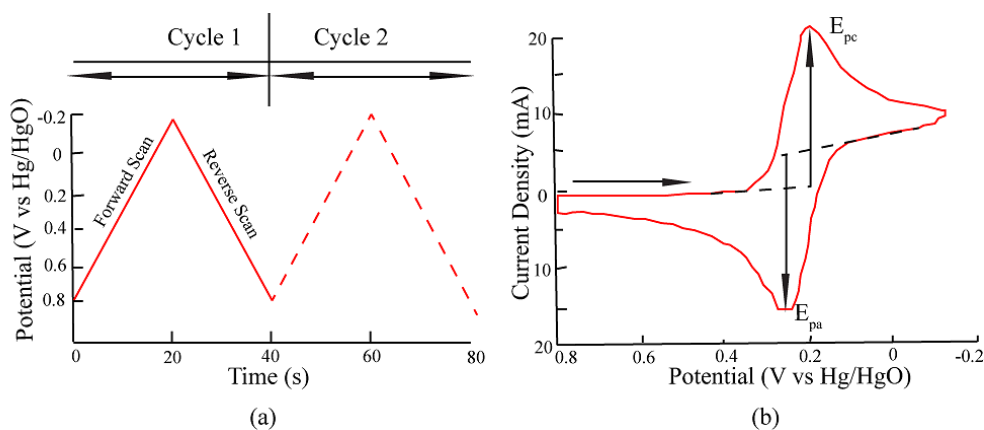 Cycle 1
Cycle 2
-0.2
0
0.2
0.4
0.6
0.8
Potential (V vs Hg/HgO)
Forward Scan
Reverse Scan
0
20
40
60
80
Time (s)
(a)
20
10
0
10
20
Current Density (mA)
Epc
Epa
0.8
0.6
0.4
0.2
0
-0.2
Potential (V vs Hg/HgO)
(b)